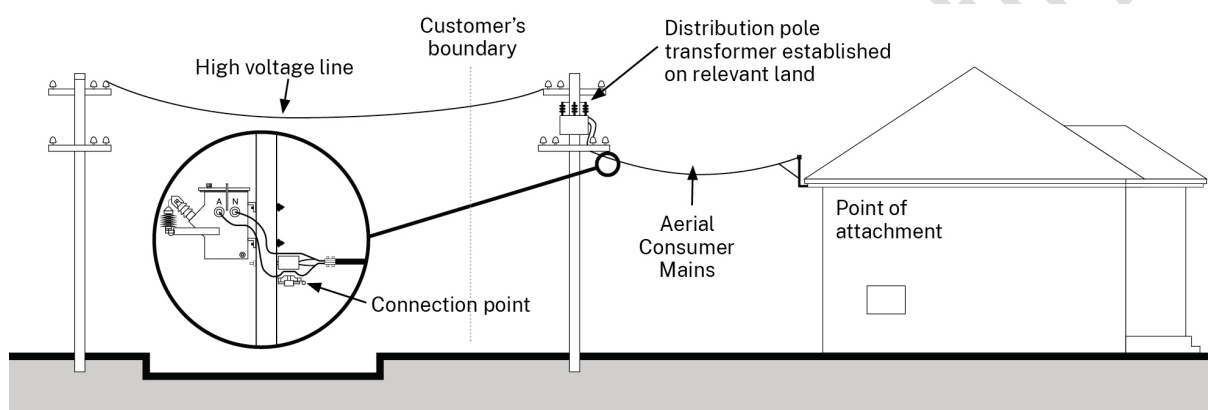 Customer's
boundary
Distribution pole
transformer established
on relevant land
High voltage line
A N
Aerial
Consumer
Mains
Point of
attachment
Connection point